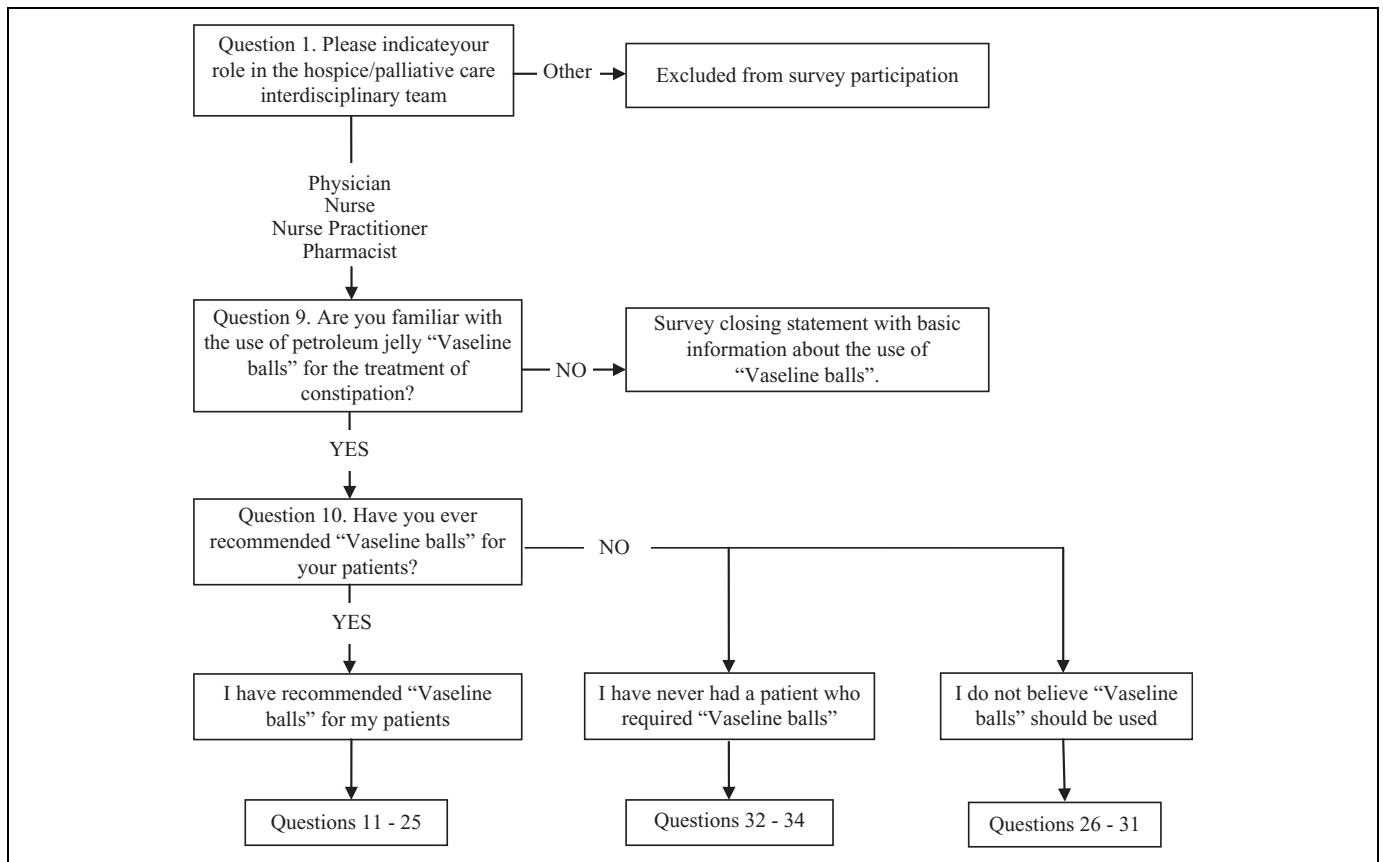 Question 1. Please indicateyour
role in the hospice/palliative care
interdisciplinary team
Other
Excluded from survey participation
Physician
Nurse
Nurse Practitioner
Pharmacist
Question 9. Are you familiar with
the use of petroleum jelly “Vaseline
balls” for the treatment of
constipation?
NO
Survey closing statement with basic
information about the use of
“Vaseline balls”.
YES
Question 10. Have you ever
recommended “Vaseline balls” for
your patients?
NO
YES
I have recommended “Vaseline
balls” for my patients
I have never had a patient who
required “Vaseline balls”
I do not believe “Vaseline
balls” should be used
Questions 11 - 25
Questions 32 - 34
Questions 26 - 31